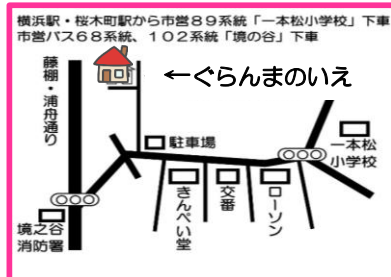 横浜駅・桜木町駅から市営８９系統「一本松小学校」下車
市営バス６８系統、１０２系統「境の谷」下車
藤棚・浦舟通り
←ぐらんまのいえ
駐車場
一本松
小学校
きんぺい堂
交番
ローソン
境之谷
消防署